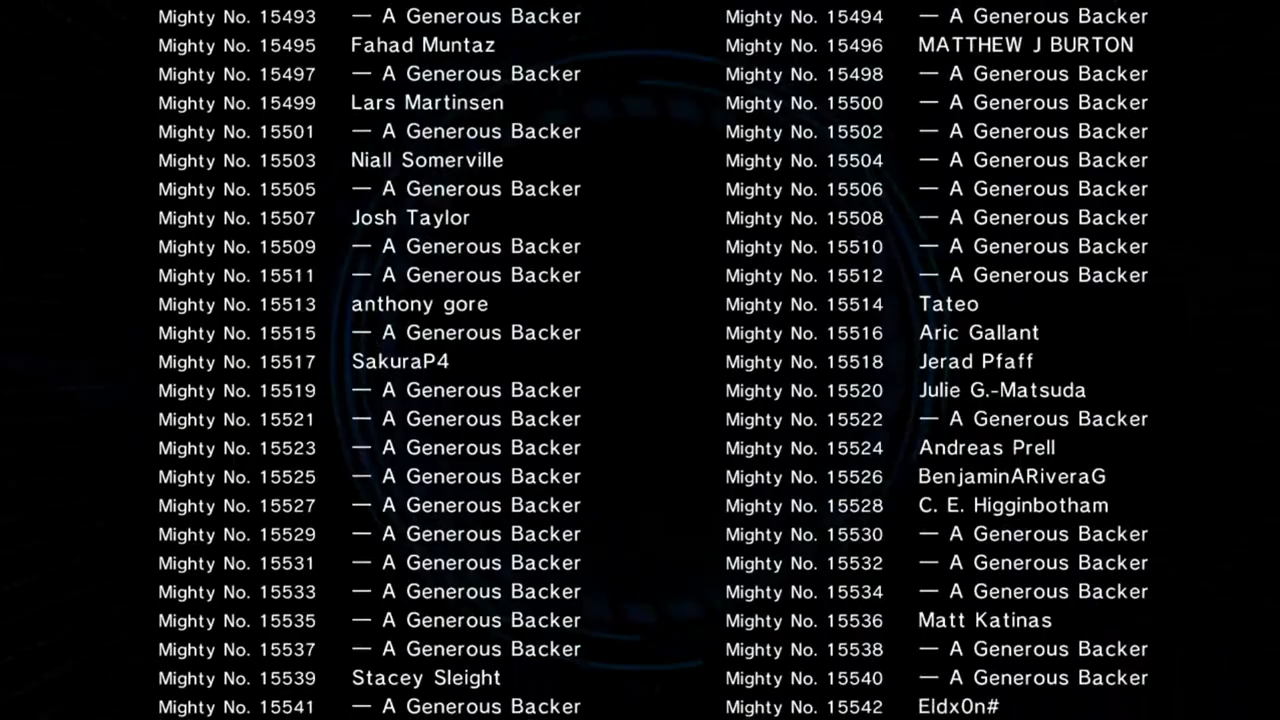 Mighty No. 15493 — A Generous Backer Mighty No. 15494 — A Generous Backer
Mighty No. 15495 Fahad Muntaz Mighty No. 15496 MATTHEW J BURTON
Mighty No. 15497 — A Generous Backer Mighty No. 15498 — A Generous Backer
Mighty No. 15499 Lars Martinsen Mighty No. 15500 — A Generous Backer
Mighty No. 15501 — A Generous Backer Mighty No. 15502 — A Generous Backer
Mighty No. 15503 Niall Somerville Mighty No. 15504 — A Generous Backer
Mighty No. 15505 — A Generous Backer Mighty No. 15506 — A Generous Backer
Mighty No. 15507 Josh Taylor Mighty No. 15508 — A Generous Backer
Mighty No. 15509 — A Generous Backer Mighty No. 15510 — A Generous Backer
Mighty No. 15511 — A Generous Backer Mighty No. 15512 — A Generous Backer
Mighty No. 15513 anthony gore Mighty No. 15514 Tateo
Mighty No. 15515 — A Generous Backer Mighty No. 15516 Aric Gallant
Mighty No. 15517 SakuraP4 Mighty No. 15518 Jerad Pfaff
Mighty No. 15519 — A Generous Backer Mighty No. 15520 Julie G.-Matsuda
Mighty No. 15521 — A Generous Backer Mighty No. 15522 — A Generous Backer
Mighty No. 15523 — A Generous Backer Mighty No. 15524 Andreas Prell
Mighty No. 15525 — A Generous Backer Mighty No. 15526 BenjaminARiveraG
Mighty No. 15527 — A Generous Backer Mighty No. 15528 C. E. Higginbotham
Mighty No. 15529 — A Generous Backer Mighty No. 15530 — A Generous Backer
Mighty No. 15531 — A Generous Backer Mighty No. 15532 — A Generous Backer
Mighty No. 15533 — A Generous Backer Mighty No. 15534 — A Generous Backer
Mighty No. 15535 — A Generous Backer Mighty No. 15536 Matt Katinas
Mighty No. 15537 — A Generous Backer Mighty No. 15538 — A Generous Backer
Mighty No. 15539 Stacey Sleight Mighty No. 15540 — A Generous Backer
Mighty No. 15541 — A Generous Backer Mighty No. 15542 Eldx0n#